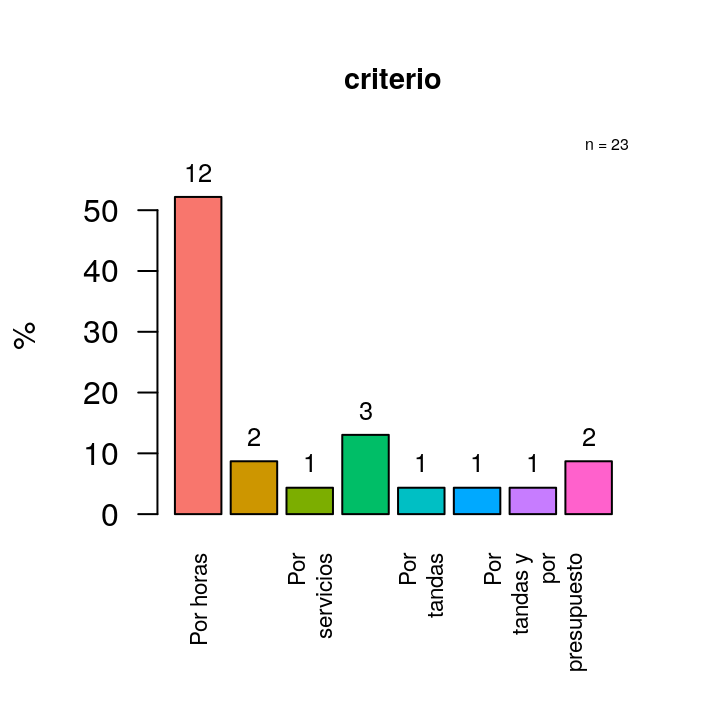 criterio
n = 23
12
2
1
3
1
1
1
2
50
40
30
20
10
0
%
Por horas
Por
servicios
Por
tandas
Por
tandas y
por
presupuesto